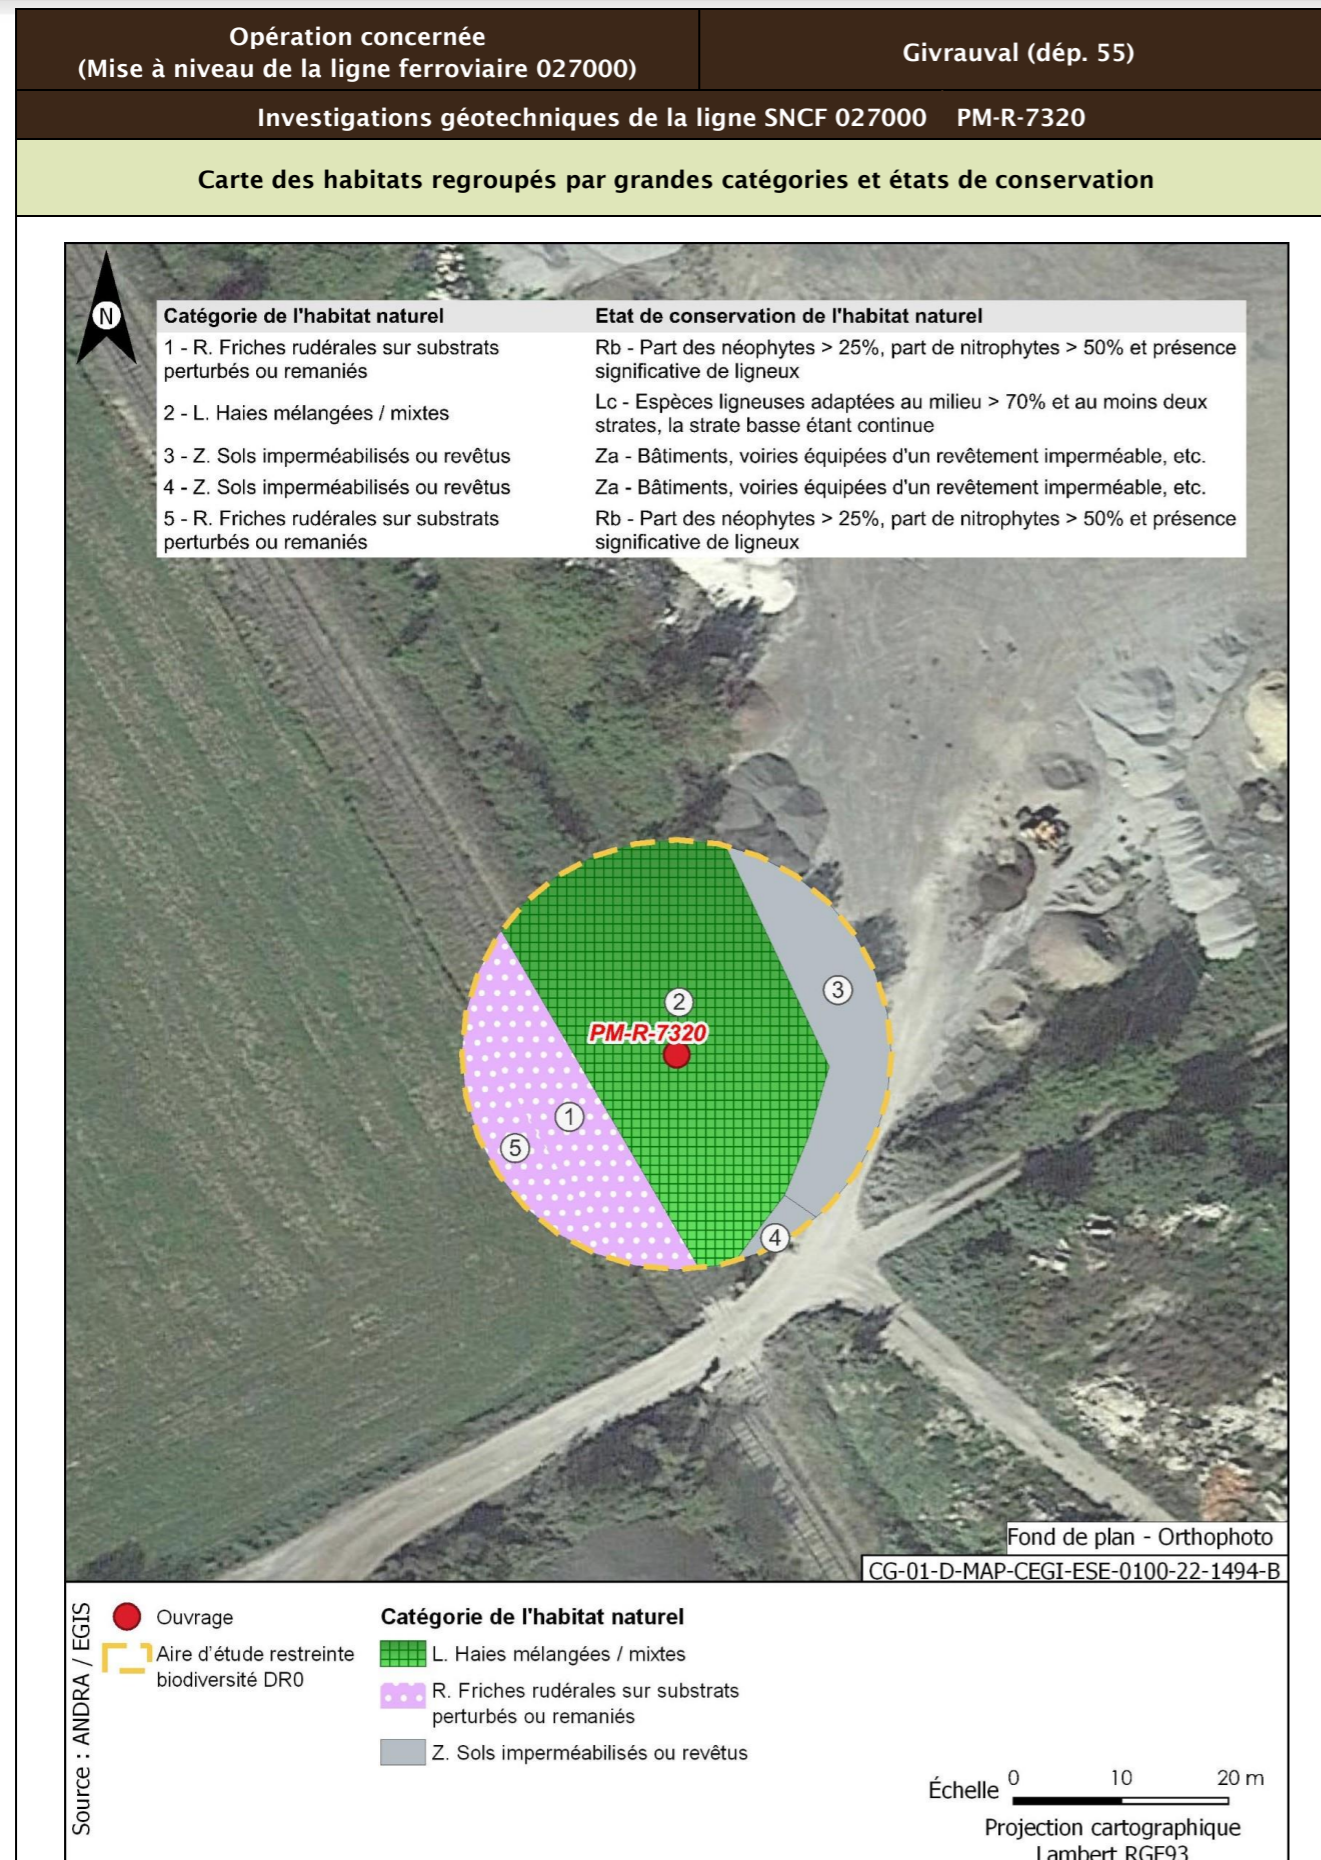 Opération concernée
(Mise à niveau de la ligne ferroviaire 027000)
Givrauval (dép. 55)
Investigations géotechniques de la ligne SNCF 027000 PM-R-7320
Carte des habitats regroupés par grandes catégories et états de conservation
N
Catégorie de l'habitat naturel
Etat de conservation de l'habitat naturel
1 - R. Friches rudérales sur substrats
perturbés ou remaniés
Rb - Part des néophytes > 25%, part de nitrophytes > 50% et présence
significative de ligneux
2 - L. Haies mélangées / mixtes
Lc - Espèces ligneuses adaptées au milieu > 70% et au moins deux
strates, la strate basse étant continue
3 - Z. Sols imperméabilisés ou revêtus
Za - Bâtiments, voiries équipées d'un revêtement imperméable, etc.
4 - Z. Sols imperméabilisés ou revêtus
Za - Bâtiments, voiries équipées d'un revêtement imperméable, etc.
5 - R. Friches rudérales sur substrats
perturbés ou remaniés
Rb - Part des néophytes > 25%, part de nitrophytes > 50% et présence
significative de ligneux
3
2
PM-R-7320
1
5
4
Fond de plan - Orthophoto
CG-01-D-MAP-CEGI-ESE-0100-22-1494-B
Source : ANDRA / EGIS
Ouvrage
Aire d'étude restreinte
biodiversité DR0
Catégorie de l'habitat naturel
L. Haies mélangées / mixtes
R. Friches rudérales sur substrats
perturbés ou remaniés
Z. Sols imperméabilisés ou revêtus
Échelle 0 10 20 m
Projection cartographique
Lambert RGF93